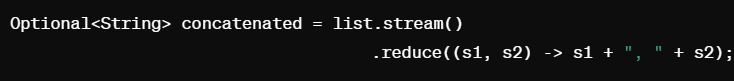 Optional<String> concatenated = list.stream()
.reduce((s1, s2) -> s1 + ", " + s2);